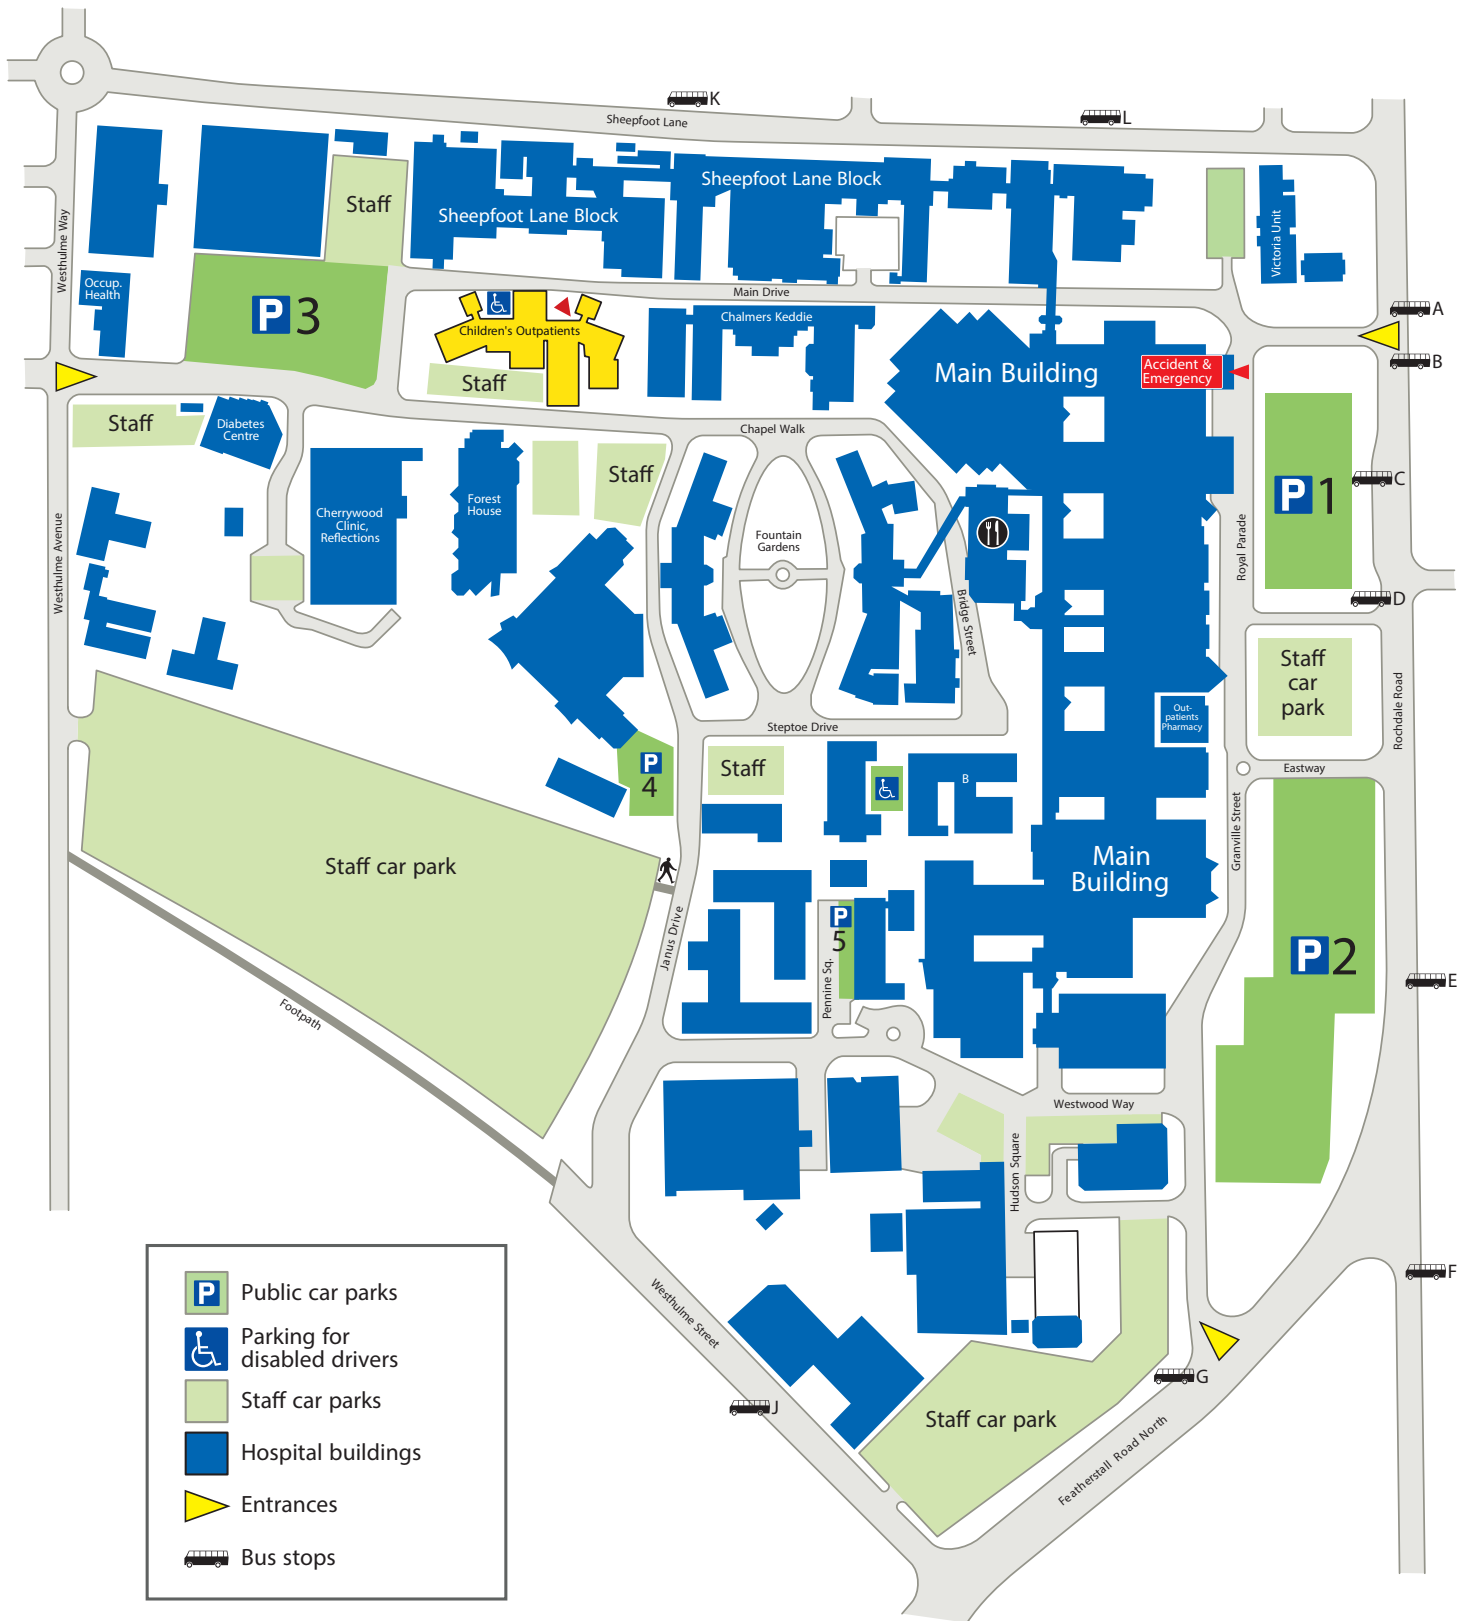 K
Sheepfoot Lane
L
Westhulme Way
Staff
Sheepfoot Lane Block
Sheepfoot Lane Block
Victoria Unit
Occup.
Health
P 3
Main Drive
Children's Outpatients
Chalmers Keddie
A
B
Main Building
Accident &
Emergency
Staff
Staff
Diabetes
Centre
Chapel Walk
Staff
Forest
House
Cherrywood
Clinic,
Reflections
P 1
C
Westhulme Avenue
Fountain
Gardens
Royal Parade
Bridge Street
D
Staff
car
park
Rochdale Road
Out-
patients
Pharmacy
Steptoe Drive
P
4
Staff
B
Eastway
Granville Street
Staff car park
Main
Building
P
5
Janus Drive
Pennine Sq.
P 2
E
Footpath
Westwood Way
Hudson Square
F
Westhulme Street
G
J
Staff car park
Featherstall Road North
P Public car parks
Parking for
disabled drivers
Staff car parks
Hospital buildings
Entrances
Bus stops